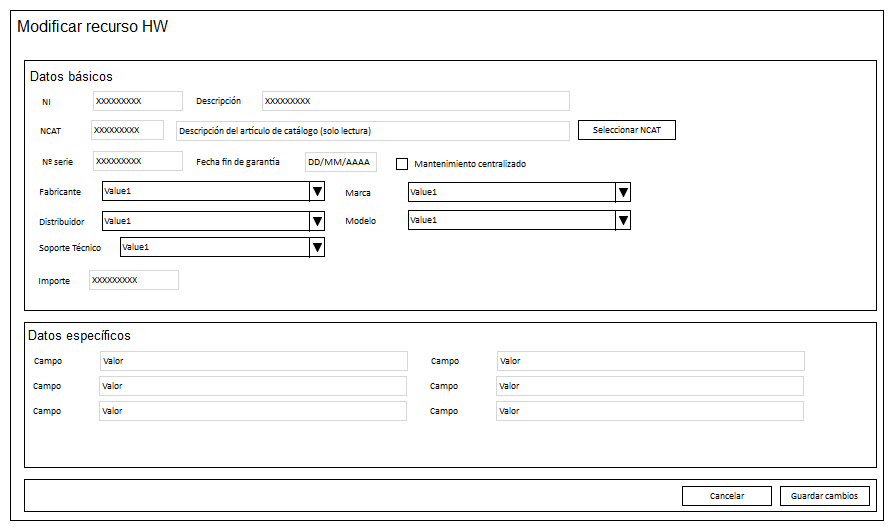 Modificar recurso HW
Datos básicos
NI XXXXXXXXX Descripción XXXXXXXXX
NCAT XXXXXXXXX Descripción del artículo de catálogo (solo lectura) Seleccionar NCAT
Nº serie XXXXXXXXX Fecha fin de garantía DD/MM/AAAA Mantenimiento centralizado
Fabricante Value1 Marca Value1
Distribuidor Value1 Modelo Value1
Soporte Técnico Value1
Importe XXXXXXXXX
Datos específicos
Campo Valor Campo Valor
Campo Valor Campo Valor
Campo Valor Campo Valor
Cancelar Guardar cambios